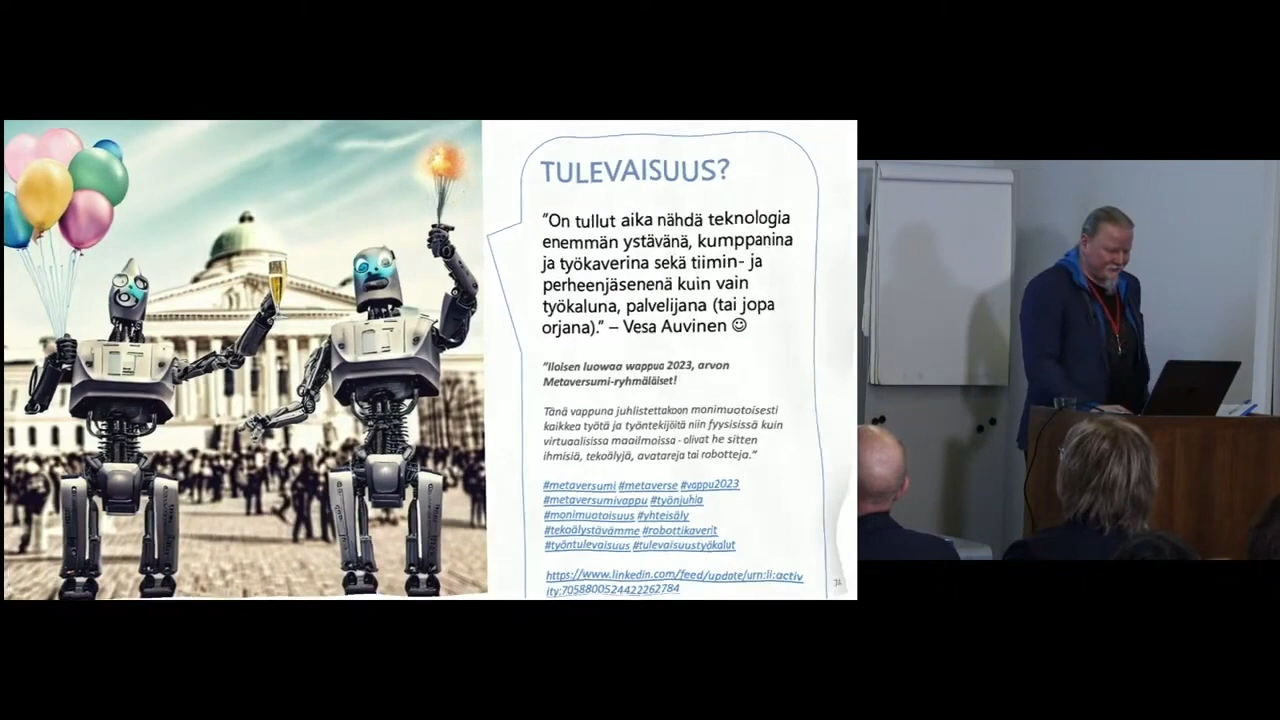 TULEVAISUUS?
”On tullut aika nähdä teknologia
enemmän ystävänä, kumppanina
ja työkaverina sekä tiimin- ja
perheenjäsenenä kuin vain
työkaluna, palvelijana (tai jopa
orjana).” – Vesa Auvinen ☺
”Iloisen luowaa wappua 2023, arvon
Metaversumi-ryhmäläiset!
Tänä vappuna juhlistettakoon monimuotoisesti
kaikkea työtä ja työntekijöitä niin fyysisissä kuin
virtuaalisissa maailmoissa - olivat he sitten
ihmisiä, tekoälyjä, avatareja tai robotteja.”
#metaversumi #metaverse #vappu2023
#metaversumivappu #työnjuhla
#monimuotoisuus #yhteisäly
#tekoälystävämme #robottikaverit
#työntulevaisuus #tulevaisuustyökalut
https://www.linkedin.com/feed/update/urn:li:activ
ity:7058800524422262784